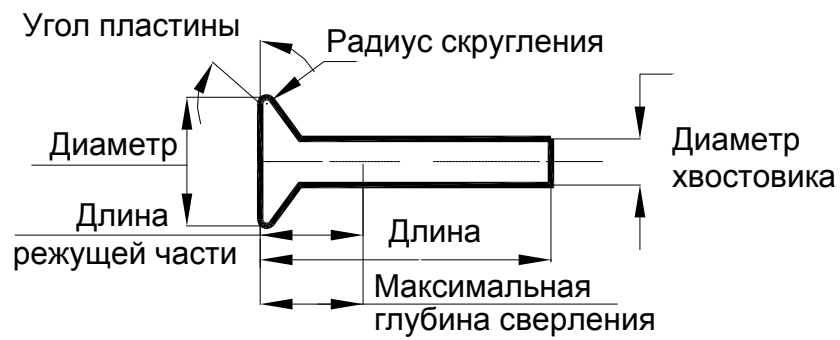 Угол пластины
Радиус скругления
Диаметр
Диаметр
хвостовика
Длина
режущей части
Длина
Максимальная
глубина сверления